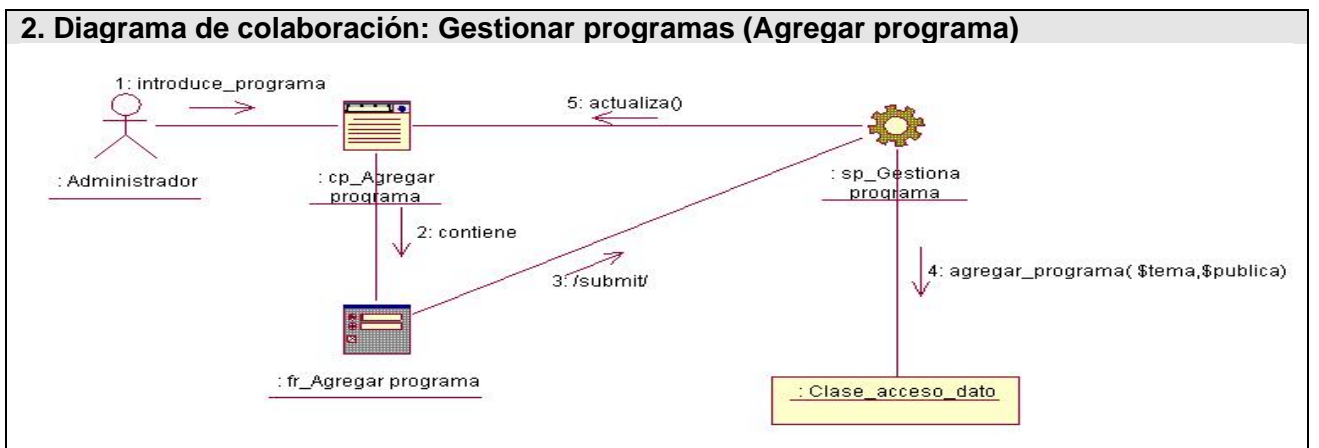 2. Diagrama de colaboración: Gestionar programas (Agregar programa)
1: introduce_programa
5: actualiza()
: Administrador
: cp_Agregar
programa
: sp_Gestiona
programa
2: contiene
3: /submit/
4: agregar_programa( $tema,$publica)
: fr_Agregar programa
: Clase_acceso_dato